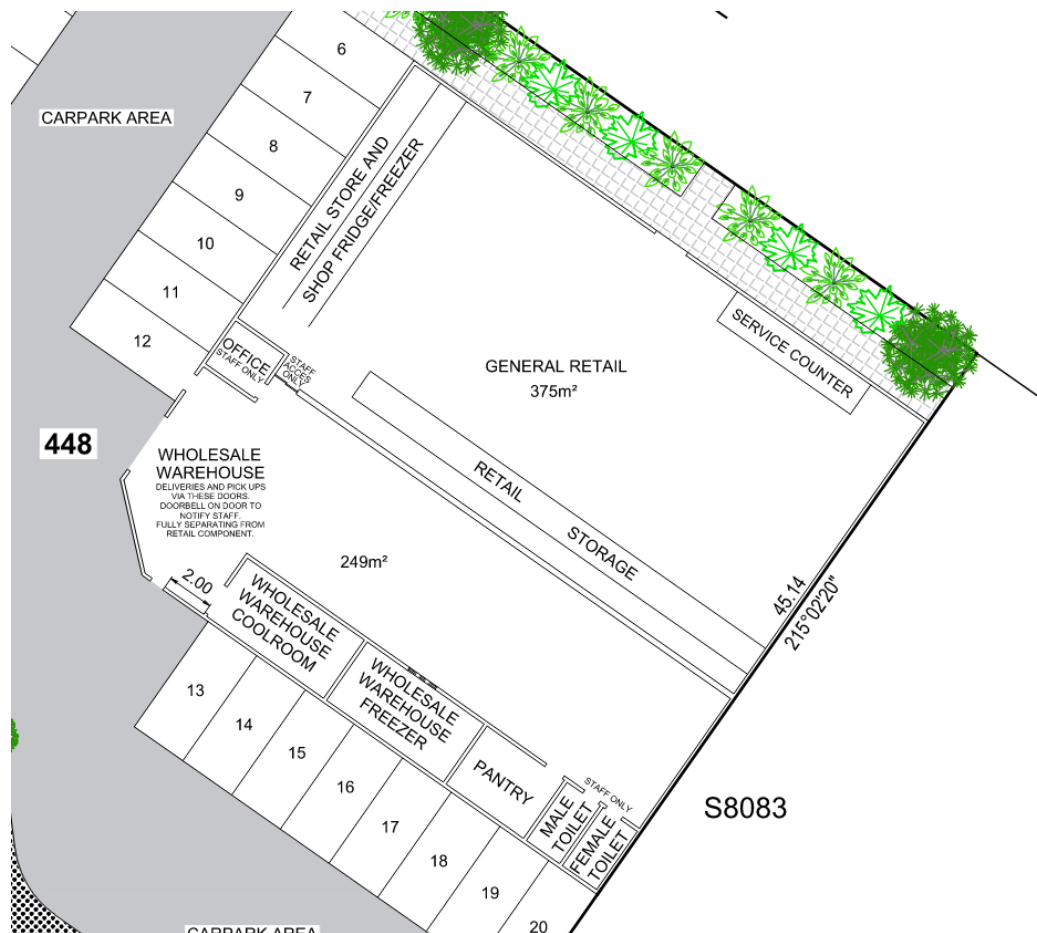 6
7
CARPARK AREA
8
9
10
11
12
RETAIL STORE AND
SHOP FRIDGE/FREEZER
SERVICE COUNTER
GENERAL RETAIL
375m²
OFFICE
STAFF ONLY
STAFF
ACCES
ONLY
448
WHOLESALE
WAREHOUSE
DELIVERIES AND PICK UPS
VIA THESE DOORS.
DOORBELL ON DOOR TO
NOTIFY STAFF.
FULLY SEPARATING FROM
RETAIL COMPONENT.
RETAIL STORAGE
249m²
2.00
45.14
215°02'20"
WHOLESALE
WAREHOUSE
COOLROOM
WHOLESALE
WAREHOUSE
FREEZER
PANTRY
STAFF ONLY
MALE
TOILET
FEMALE
TOILET
S8083
13
14
15
16
17
18
19
20
CARPARK AREA